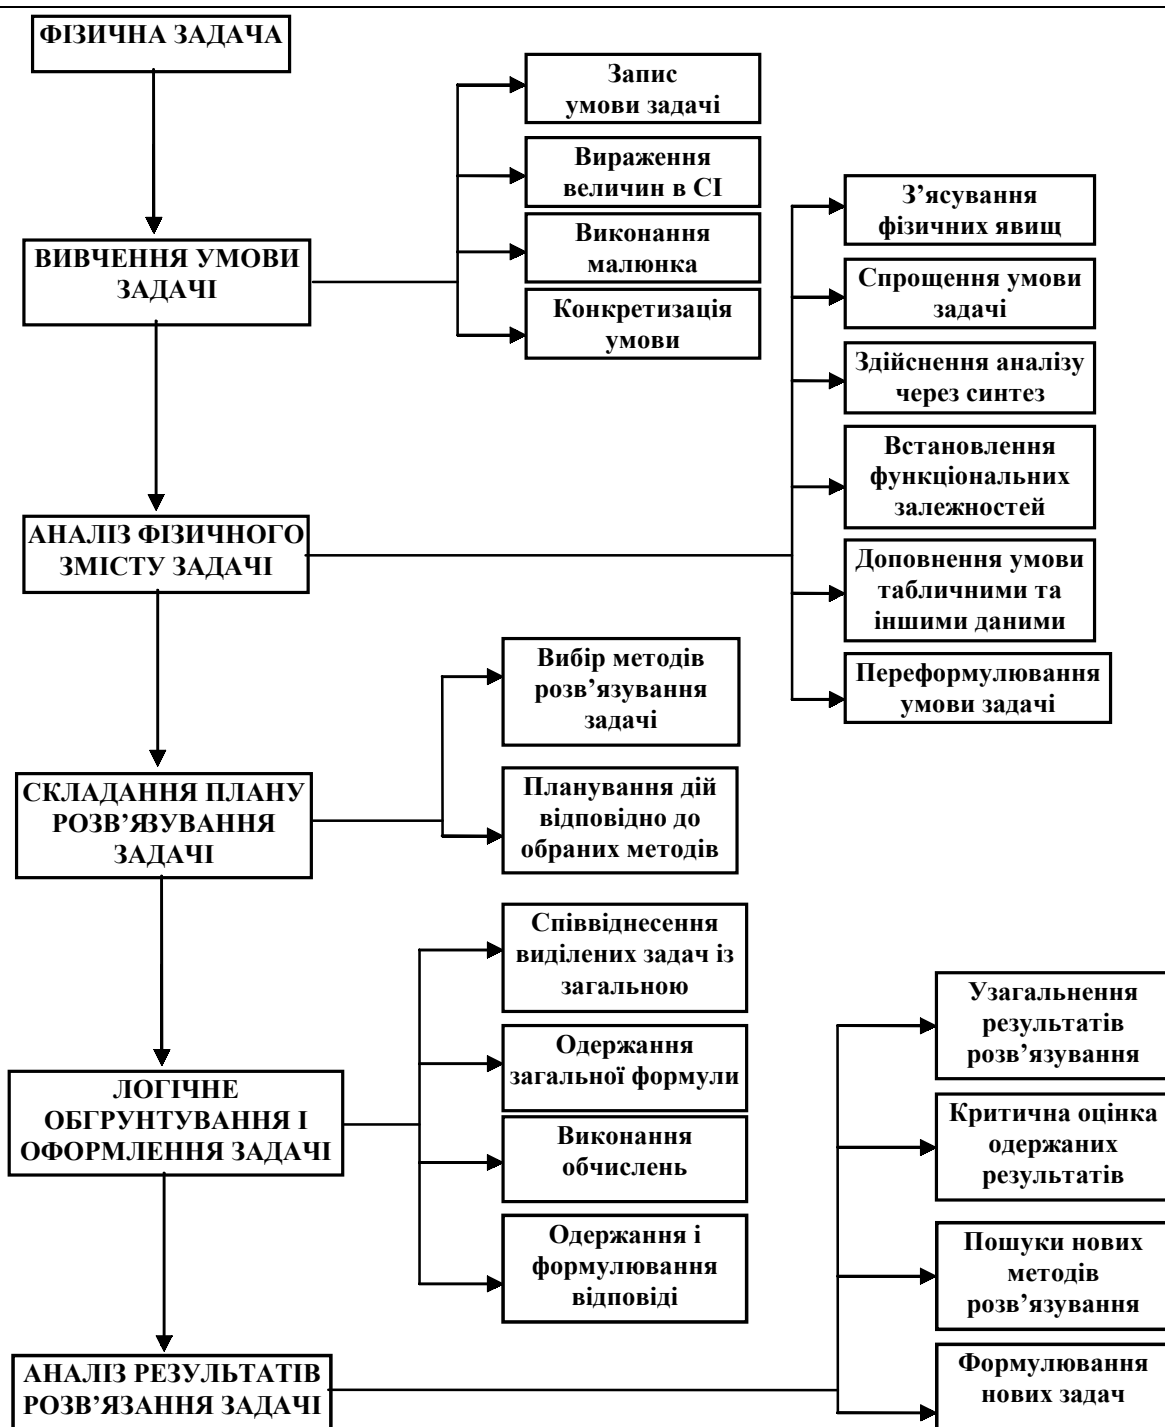 ФІЗИЧНА ЗАДАЧА
Запис
умови задачі
Вираження
величин в СІ
Виконання
малюнка
Конкретизація
умови
ВИВЧЕННЯ УМОВИ
ЗАДАЧІ
З’ясування
фізичних явищ
Спрощення умови
задачі
Здійснення аналізу
через синтез
Встановлення
функціональних
залежностей
Доповнення умови
табличними та
іншими даними
Переформулювання
умови задачі
АНАЛІЗ ФІЗИЧНОГО
ЗМІСТУ ЗАДАЧІ
Вибір методів
розв’язування
задачі
Планування дій
відповідно до
обраних методів
СКЛАДАННЯ ПЛАНУ
РОЗВ’ЯЗУВАННЯ
ЗАДАЧІ
Співвіднесення
виділених задач із
загальною
Одержання
загальної формули
Виконання
обчислень
Одержання і
формулювання
відповіді
ЛОГІЧНЕ
ОБГРУНТУВАННЯ І
ОФОРМЛЕННЯ ЗАДАЧІ
Узагальнення
результатів
розв’язування
Критична оцінка
одержаних
результатів
Пошуки нових
методів
розв’язування
Формулювання
нових задач
АНАЛІЗ РЕЗУЛЬТАТІВ
РОЗВ’ЯЗАННЯ ЗАДАЧІ